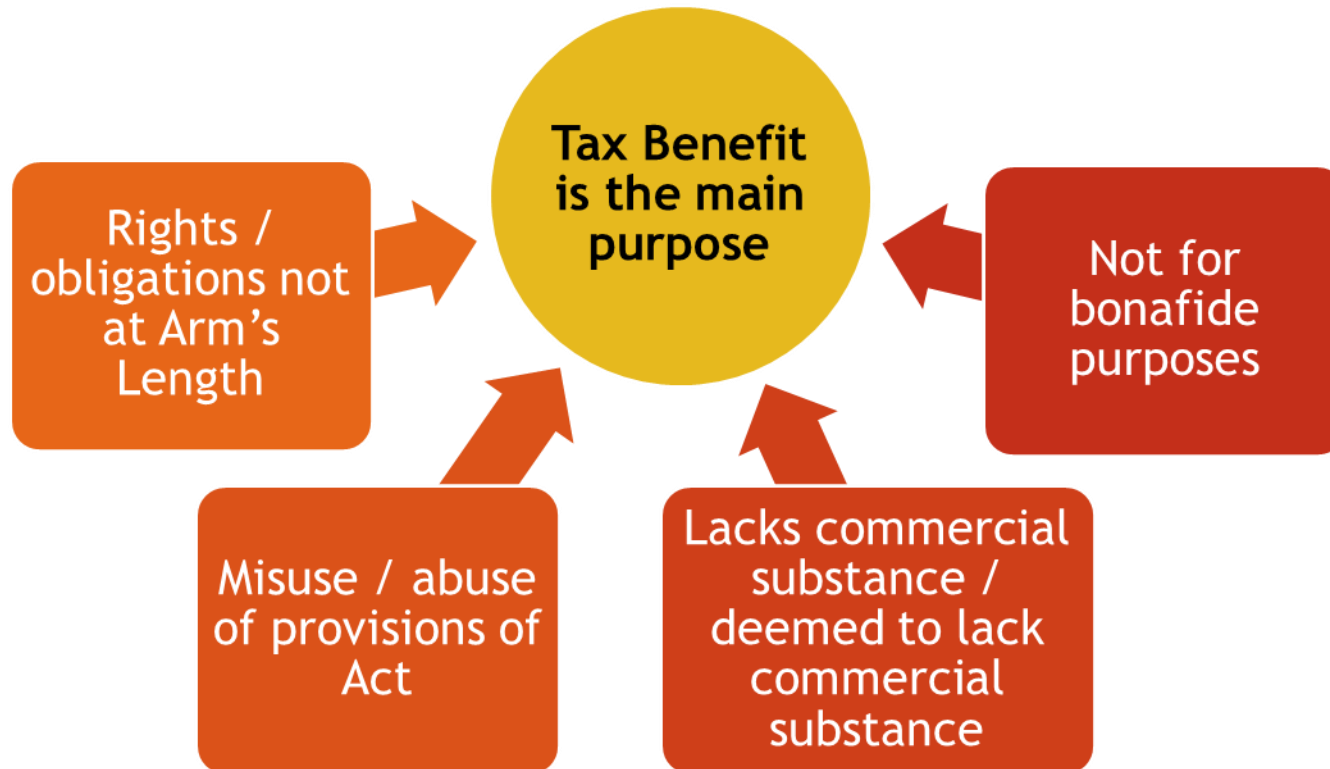 Tax Benefit
is the main
purpose
Rights /
obligations not
at Arm’s
Length
Misuse / abuse
of provisions of
Act
Lacks commercial
substance /
deemed to lack
commercial
substance
Not for
bonafide
purposes